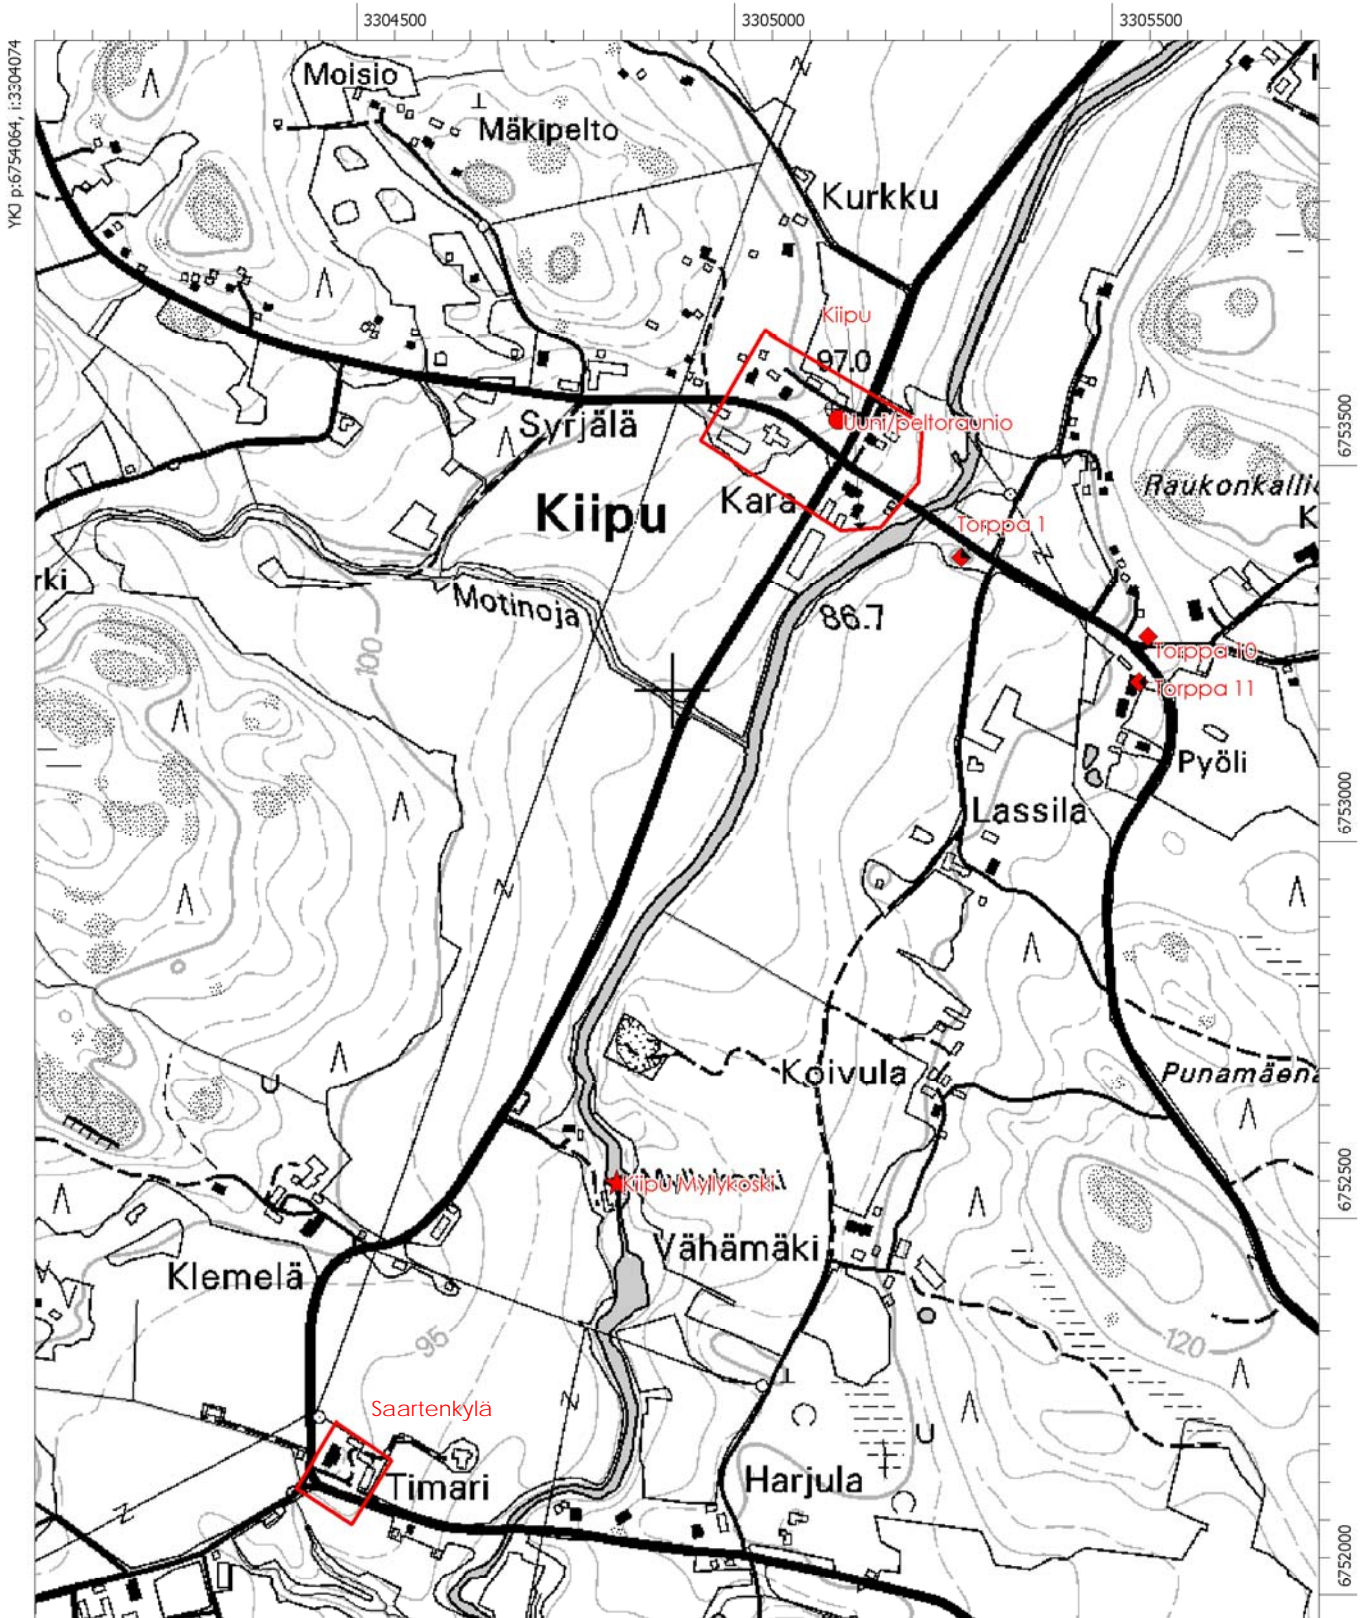 3304500
3305000
3305500
YKJ p:6754064, i:3304074
Moisio
Mäkipelto
Kurkku
Kiipu
97.0
Uuni/peltoraunio
Syrjälä
6753500
Kiipu
Kara
Raukonkallio
K
Torppa 1
rki
Motinoja
86.7
100
Torppa 10
Torppa 11
Pyöli
Lassila
6753000
Koivula
Punamäenä
Kiipu Myllykoski
6752500
Vähämäki
Klemelä
95
120
Saartenkylä
Timari
Harjula
6752000